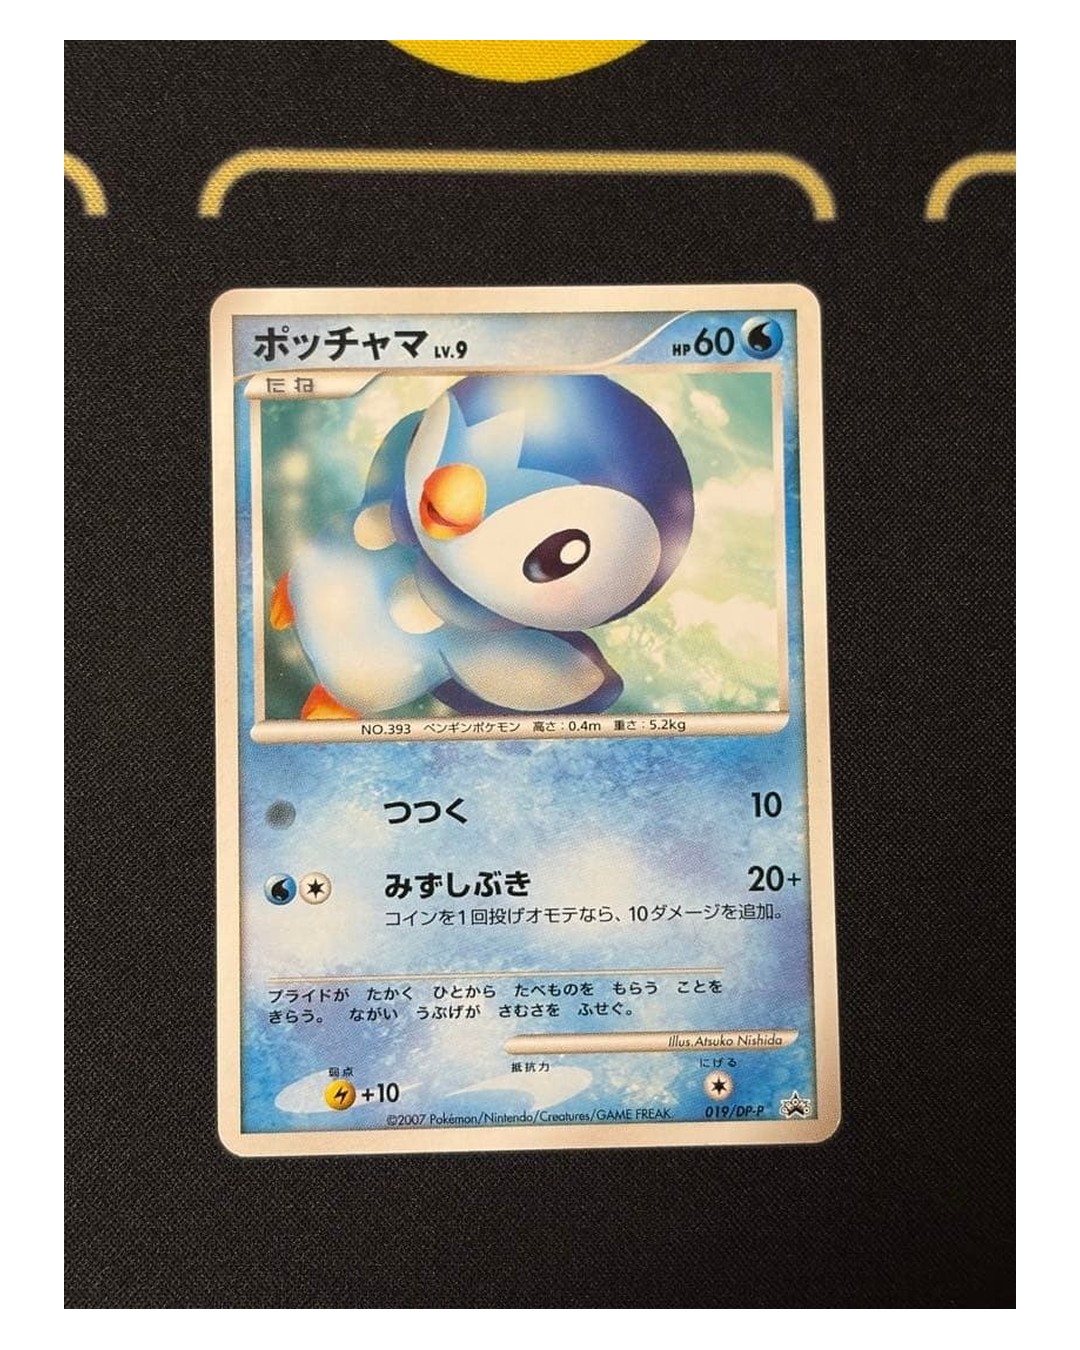 ポッチャマ LV.9 HP60
たね
NO.393 ペンギンポケモン 高さ:0.4m 重さ:5.2kg
つつく 10
みずしぶき 20+
コインを1回投げオモテなら、10ダメージを追加。
プライドが たかく ひとから たべものを もらう ことを
きらう。 ながい うぶげが さむさを ふせぐ。
Illus.Atsuko Nishida
弱点 抵抗力 にげる
+10
©2007 Pokémon/Nintendo/Creatures/GAME FREAK.
019/DP-P